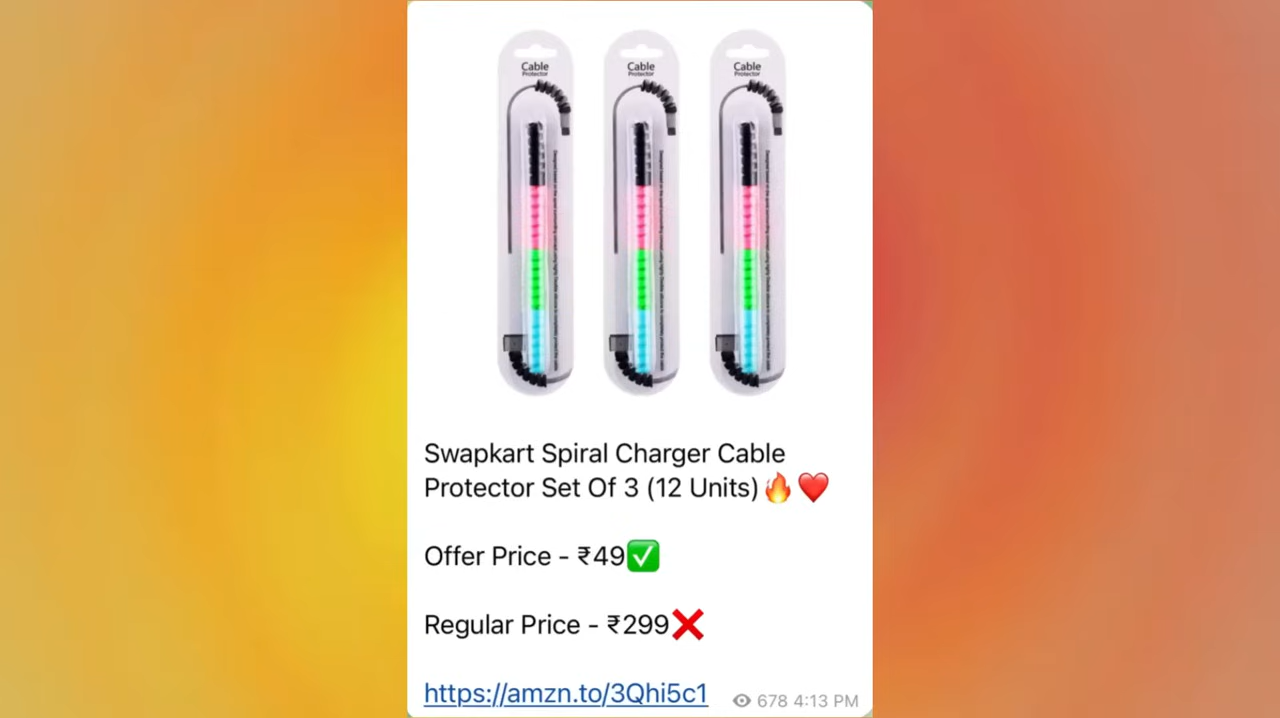 Cable
Protector
Cable
Protector
Cable
Protector
Swapkart Spiral Charger Cable
Protector Set Of 3 (12 Units)🔥❤️
Offer Price - ₹49✅
Regular Price - ₹299❌
https://amzn.to/3Qhi5c1
678 4:13 PM